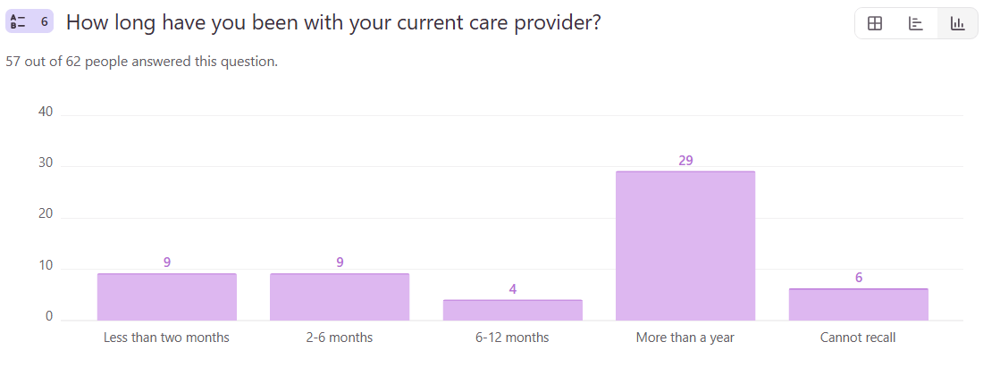 A
B
6
How long have you been with your current care provider?
57 out of 62 people answered this question.
40
30
20
10
0
9
9
4
29
6
Less than two months
2-6 months
6-12 months
More than a year
Cannot recall